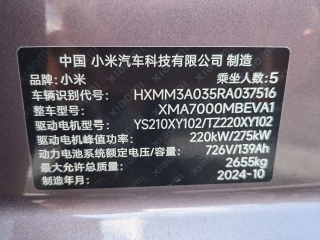 中国 小米汽车科技有限公司 制造
品牌:小米 乘坐人数:5
车辆识别代号: HXMM3A035RA037516
整车型号: XMA7000MBEVA1
驱动电机型号: YS210XY102/TZ220XY102
驱动电机峰值功率: 220kW/275kW
动力电池系统额定电压/容量: 726V/139Ah
最大允许总质量: 2655kg
制造年月: 2024-10